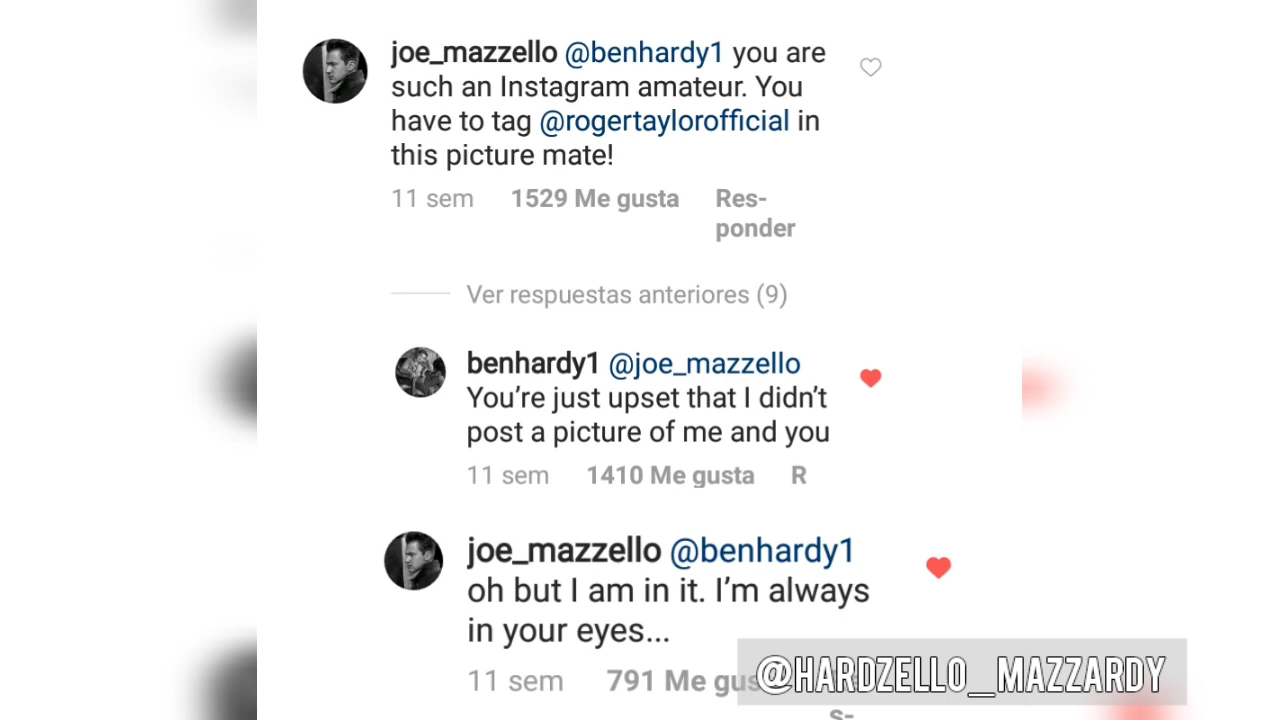 joe_mazzello @benhardy1 you are
such an Instagram amateur. You
have to tag @rogertaylorofficial in
this picture mate!
11 sem 1529 Me gusta Res-
ponder
Ver respuestas anteriores (9)
benhardy1 @joe_mazzello
You’re just upset that I didn’t
post a picture of me and you
11 sem 1410 Me gusta R
joe_mazzello @benhardy1
oh but I am in it. I’m always
in your eyes...
11 sem 791 Me gus
@HARDZELLO_MAZZARDY
s-